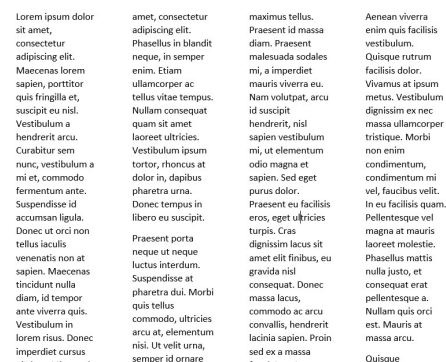 Lorem ipsum dolor
sit amet,
consectetur
adipiscing elit.
Maecenas lorem
sapien, porttitor
quis fringilla et,
suscipit eu nisl.
Vestibulum a
hendrerit arcu.
Curabitur sem
nunc, vestibulum a
mi et, commodo
fermentum ante.
Suspendisse id
accumsan ligula.
Donec ut orci non
tellus iaculis
venenatis non at
sapien. Maecenas
tincidunt nulla
diam, id tempor
ante viverra quis.
Vestibulum in
lorem risus. Donec
imperdiet cursus
amet, consectetur
adipiscing elit.
Phasellus in blandit
neque, in semper
enim. Etiam
ullamcorper ac
tellus vitae tempus.
Nullam consequat
quam sit amet
laoreet ultricies.
Vestibulum ipsum
tortor, rhoncus at
dolor in, dapibus
pharetra urna.
Donec tempus in
libero eu suscipit.
Praesent porta
neque ut neque
luctus interdum.
Suspendisse at
pharetra dui. Morbi
quis tellus
commodo, ultricies
arcu at, elementum
nisi. Ut velit urna,
semper id ornare
maximus tellus.
Praesent id massa
diam. Praesent
malesuada sodales
mi, a imperdiet
mauris viverra eu.
Nam volutpat, arcu
id suscipit
hendrerit, nisl
sapien vestibulum
mi, ut elementum
odio magna et
sapien. Sed eget
purus dolor.
Praesent eu facilisis
eros, eget ultricies
turpis. Cras
dignissim lacus sit
amet elit finibus, eu
gravida nisl
consequat. Donec
massa lacus,
commodo ac arcu
convallis, hendrerit
lacinia sapien. Proin
sed ex a massa
Aenean viverra
enim quis facilisis
vestibulum.
Quisque rutrum
facilisis dolor.
Vivamus at ipsum
metus. Vestibulum
dignissim ex nec
massa ullamcorper
tristique. Morbi
non enim
condimentum,
condimentum mi
vel, faucibus velit.
In eu facilisis quam.
Pellentesque vel
magna at mauris
laoreet molestie.
Phasellus mattis
nulla justo, et
consequat erat
pellentesque a.
Nullam quis orci
est. Mauris at
massa arcu.
Quisque